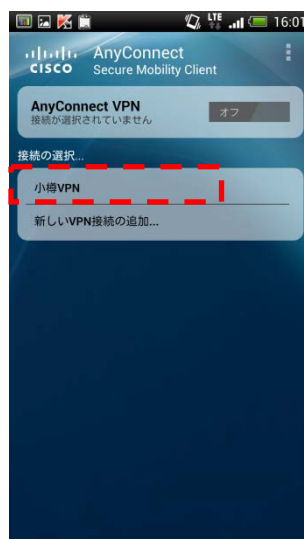 LTE 16:01
CISCO
AnyConnect
Secure Mobility Client
AnyConnect VPN
接続が選択されていません
オフ
接続の選択...
小樽VPN
新しいVPN接続の追加...